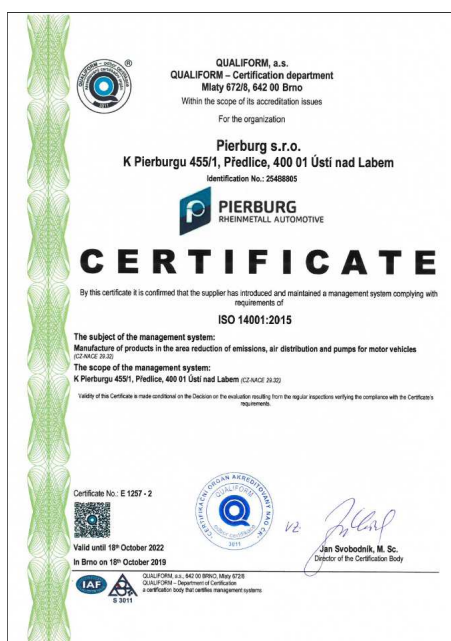 QUALIFORM, a.s.
QUALIFORM – Certification department
Mlaty 672/8, 642 00 Brno
Within the scope of its accreditation issues
For the organization
Pierburg s.r.o.
K Pierburgu 455/1, Předlice, 400 01 Ústí nad Labem
Identification No.: 25488805
PIERBURG
RHEINMETALL AUTOMOTIVE
CERTIFICATE
By this certificate it is confirmed that the supplier has introduced and maintained a management system complying with
requirements of
ISO 14001:2015
The subject of the management system:
Manufacture of products in the area reduction of emissions, air distribution and pumps for motor vehicles
(CZ-NACE 29.32)
The scope of the management system:
K Pierburgu 455/1, Předlice, 400 01 Ústí nad Labem (CZ-NACE 29.32)
Validity of this Certificate is made conditional on the Decision on the evaluation resulting from the regular inspections verifying the compliance with the Certificate's
requirements.
CERTIFIKAČNÍ ORGÁN AKREDITOVANÝ
QUALIFORM
3011
Certificate No.: E 1257 - 2
vz.
Valid until 18th October 2022
Jan Svobodník, M. Sc.
Director of the Certification Body
In Brno on 18th October 2019
IAF
S 3011
QUALIFORM, a.s., 642 00 BRNO, Mlaty 672/8
QUALIFORM – Department of Certification
a certification body that certifies management systems